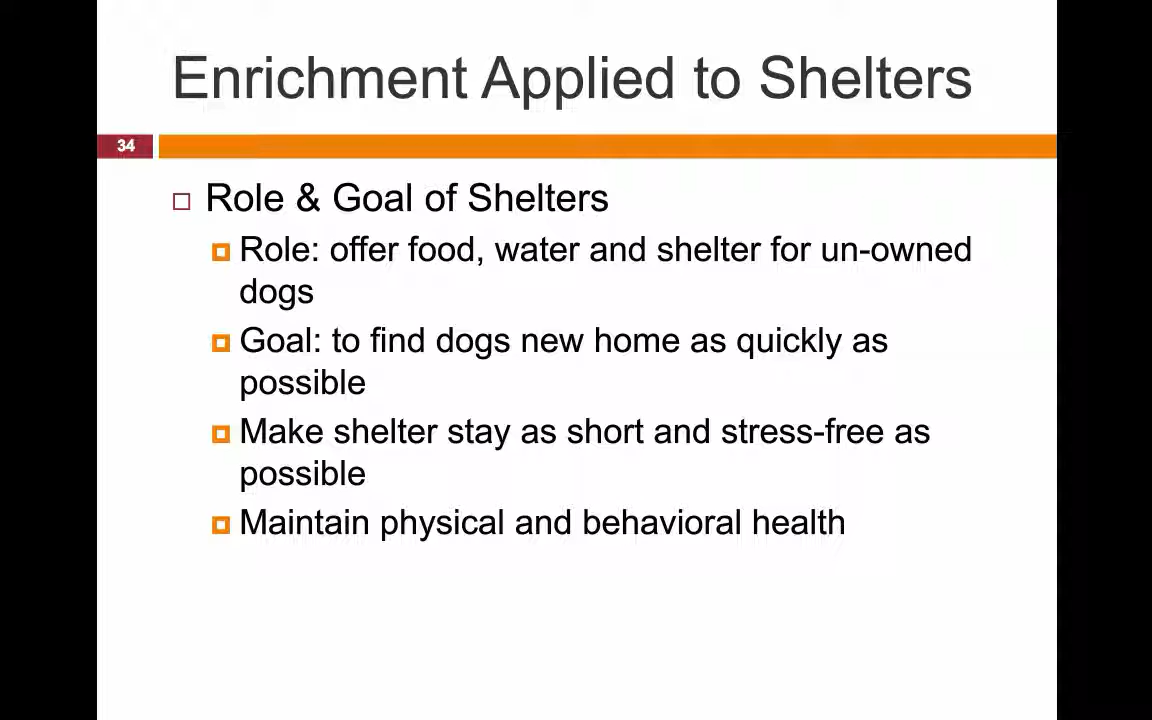 Enrichment Applied to Shelters
34
Role & Goal of Shelters
Role: offer food, water and shelter for un-owned
dogs
Goal: to find dogs new home as quickly as
possible
Make shelter stay as short and stress-free as
possible
Maintain physical and behavioral health